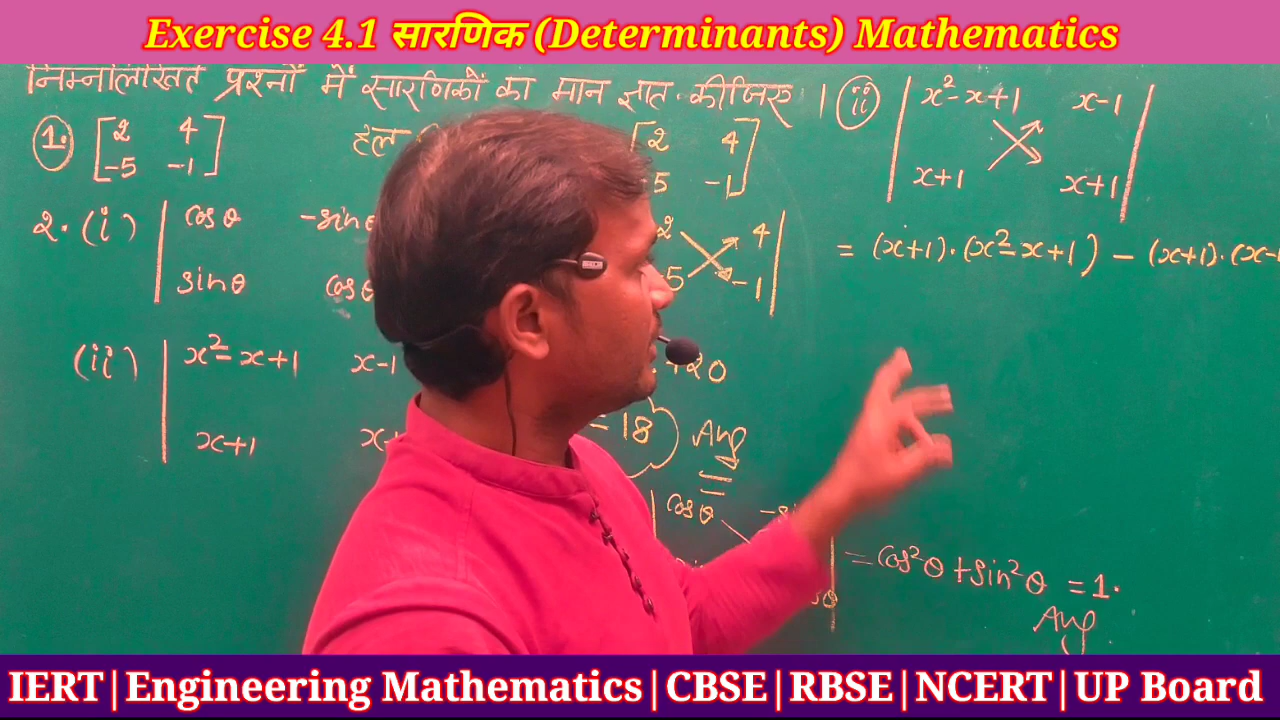 Exercise 4.1 सारणिक (Determinants) Mathematics
निम्नलिखित प्रश्नों में सारणिकों का मान ज्ञात कीजिए।
1. [2 4
-5 -1]
2. (i) | cosθ -sinθ
sinθ cosθ
(ii) | x²-x+1 x-1
x+1
हल
[2 4
5 -1]
2 4 |
5 -1 |
+20
= 18 Ans
| cosθ
= cos²θ + sin²θ = 1.
Ans
(ii) | x²-x+1 x-1 |
| x+1 x+1 |
= (x+1).(x²-x+1) - (x+1).(x-1
IERT|Engineering Mathematics|CBSE|RBSE|NCERT|UP Board